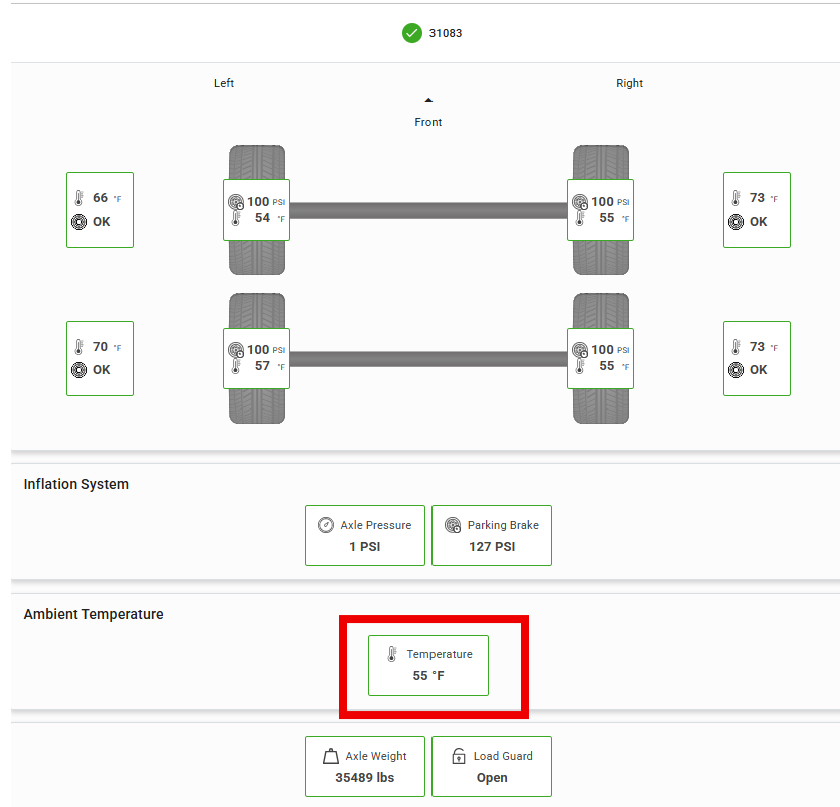 31083
Left
Right
Front
66 °F
OK
100 PSI
54 °F
100 PSI
55 °F
73 °F
OK
70 °F
OK
100 PSI
57 °F
100 PSI
55 °F
73 °F
OK
Inflation System
Axle Pressure
1 PSI
Parking Brake
127 PSI
Ambient Temperature
Temperature
55 °F
Axle Weight
35489 lbs
Load Guard
Open